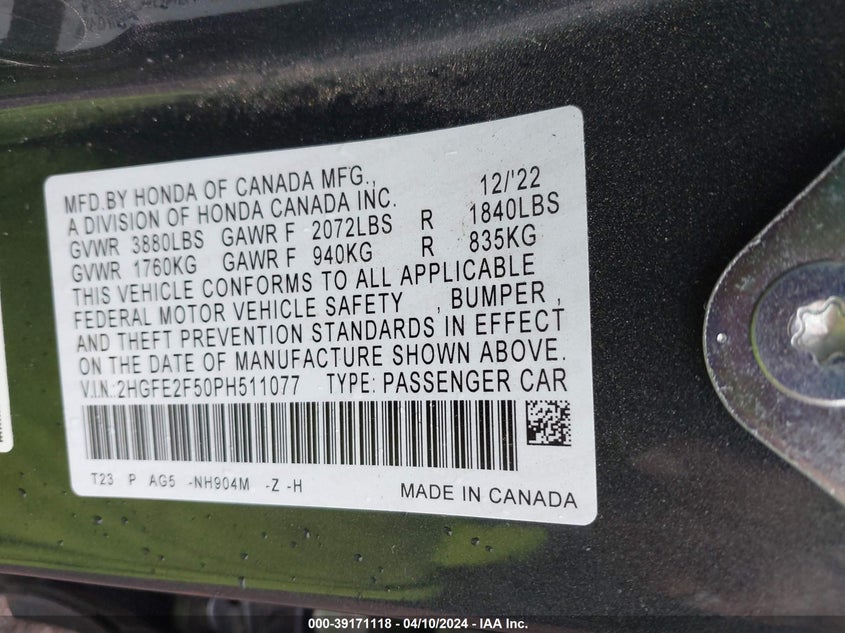 MFD.BY HONDA OF CANADA MFG., 12/'22
A DIVISION OF HONDA CANADA INC.
GVWR 3880LBS GAWR F 2072LBS R 1840LBS
GVWR 1760KG GAWR F 940KG R 835KG
THIS VEHICLE CONFORMS TO ALL APPLICABLE
FEDERAL MOTOR VEHICLE SAFETY , BUMPER ,
AND THEFT PREVENTION STANDARDS IN EFFECT
ON THE DATE OF MANUFACTURE SHOWN ABOVE.
V.I.N.:2HGFE2F50PH511077 TYPE: PASSENGER CAR
T23 P AG5 -NH904M -Z -H
MADE IN CANADA
000-39171118 - 04/10/2024 - IAA Inc.